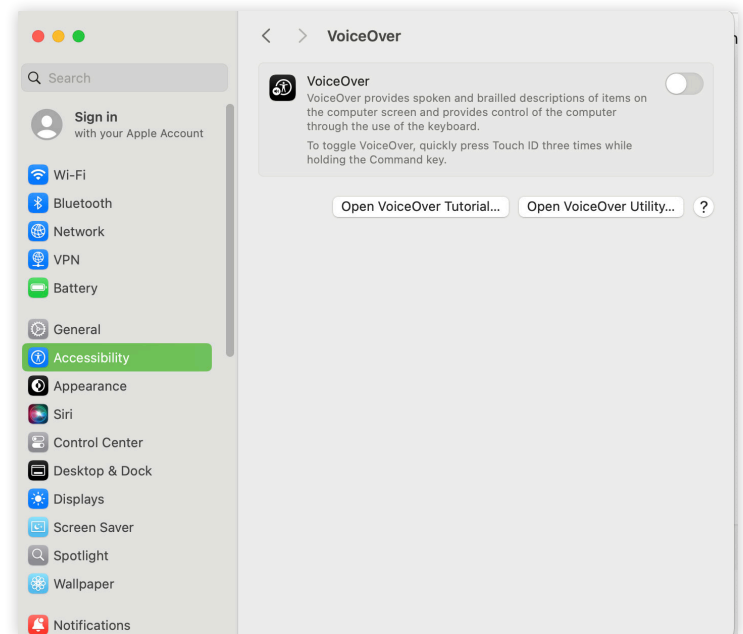 Search
Sign in
with your Apple Account
Wi-Fi
Bluetooth
Network
VPN
Battery
General
Accessibility
Appearance
Siri
Control Center
Desktop & Dock
Displays
Screen Saver
Spotlight
Wallpaper
Notifications
VoiceOver
VoiceOver
VoiceOver provides spoken and brailled descriptions of items on
the computer screen and provides control of the computer
through the use of the keyboard.
To toggle VoiceOver, quickly press Touch ID three times while
holding the Command key.
Open VoiceOver Tutorial...
Open VoiceOver Utility...
?